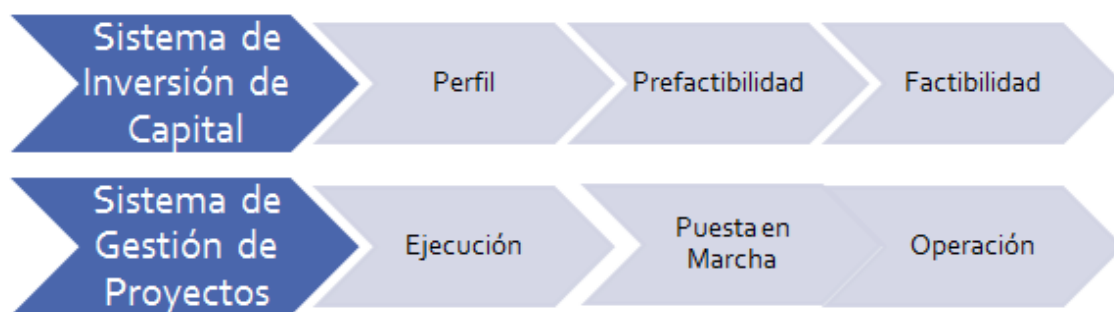 Sistema de
Inversión de
Capital
Perfil
Prefactibilidad
Factibilidad
Sistema de
Gestión de
Proyectos
Ejecución
Puesta en
Marcha
Operación